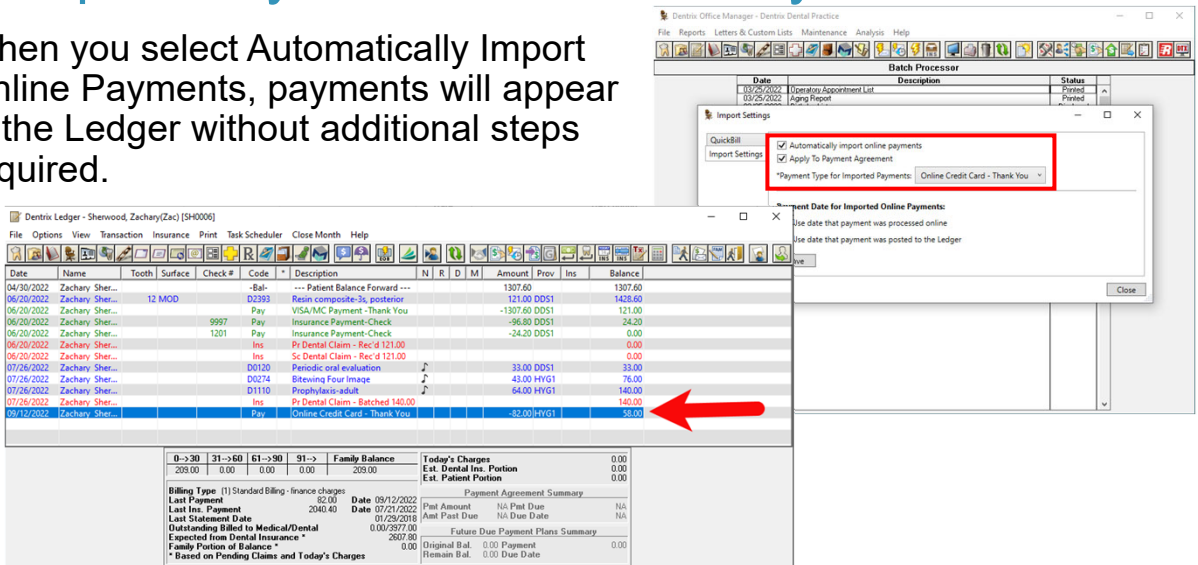 hen you select Automatically Import
nline Payments, payments will appear
the Ledger without additional steps
quired.
Dentrix Office Manager - Dentrix Dental Practice
File Reports Letters & Custom Lists Maintenance Analysis Help
Batch Processor
Date Description Status
03/25/2022 Operatory Appointment List Printed
03/25/2022 Aging Report Printed
Import Settings
QuickBill
Import Settings
Automatically import online payments
Apply To Payment Agreement
*Payment Type for Imported Payments: Online Credit Card - Thank You
Payment Date for Imported Online Payments:
Use date that payment was processed online
Use date that payment was posted to the Ledger
ve
Close
Dentrix Ledger - Sherwood, Zachary(Zac) [SH0006]
File Options View Transaction Insurance Print Task Scheduler Close Month Help
Date Name Tooth Surface Check # Code * Description N R D M Amount Prov Ins Balance
04/30/2022 Zachary Sher... -Bal- --- Patient Balance Forward --- 1307.60 1307.60
06/20/2022 Zachary Sher... 12 MOD D2393 Resin composite-3s, posterior 121.00 DDS1 1428.60
06/20/2022 Zachary Sher... Pay VISA/MC Payment -Thank You -1307.60 DDS1 121.00
06/20/2022 Zachary Sher... 9997 Pay Insurance Payment-Check -96.80 DDS1 24.20
06/20/2022 Zachary Sher... 1201 Pay Insurance Payment-Check -24.20 DDS1 0.00
06/20/2022 Zachary Sher... Ins Pr Dental Claim - Rec'd 121.00 0.00
06/20/2022 Zachary Sher... Ins Sc Dental Claim - Rec'd 121.00 0.00
07/26/2022 Zachary Sher... D0120 Periodic oral evaluation 33.00 DDS1 33.00
07/26/2022 Zachary Sher... D0274 Bitewing Four Image 43.00 HYG1 76.00
07/26/2022 Zachary Sher... D1110 Prophylaxis-adult 64.00 HYG1 140.00
07/26/2022 Zachary Sher... Ins Pr Dental Claim - Batched 140.00 140.00
09/12/2022 Zachary Sher... Pay Online Credit Card - Thank You -82.00 HYG1 58.00
0-->30 31-->60 61-->90 91--> Family Balance
209.00 0.00 0.00 0.00 209.00
Billing Type (1) Standard Billing - finance charges
Last Payment 82.00 Date 09/12/2022
Last Ins. Payment 2040.40 Date 07/21/2022
Last Statement Date 01/29/2018
Outstanding Billed to Medical/Dental 0.00/3977.00
Expected from Dental Insurance * 2607.80
Family Portion of Balance * 0.00
* Based on Pending Claims and Today's Charges
Today's Charges 0.00
Est. Dental Ins. Portion 0.00
Est. Patient Portion 0.00
Payment Agreement Summary
Pmt Amount NA Pmt Due NA
Amt Past Due NA Due Date NA
Future Due Payment Plans Summary
Original Bal. 0.00 Payment 0.00
Remain Bal. 0.00 Due Date